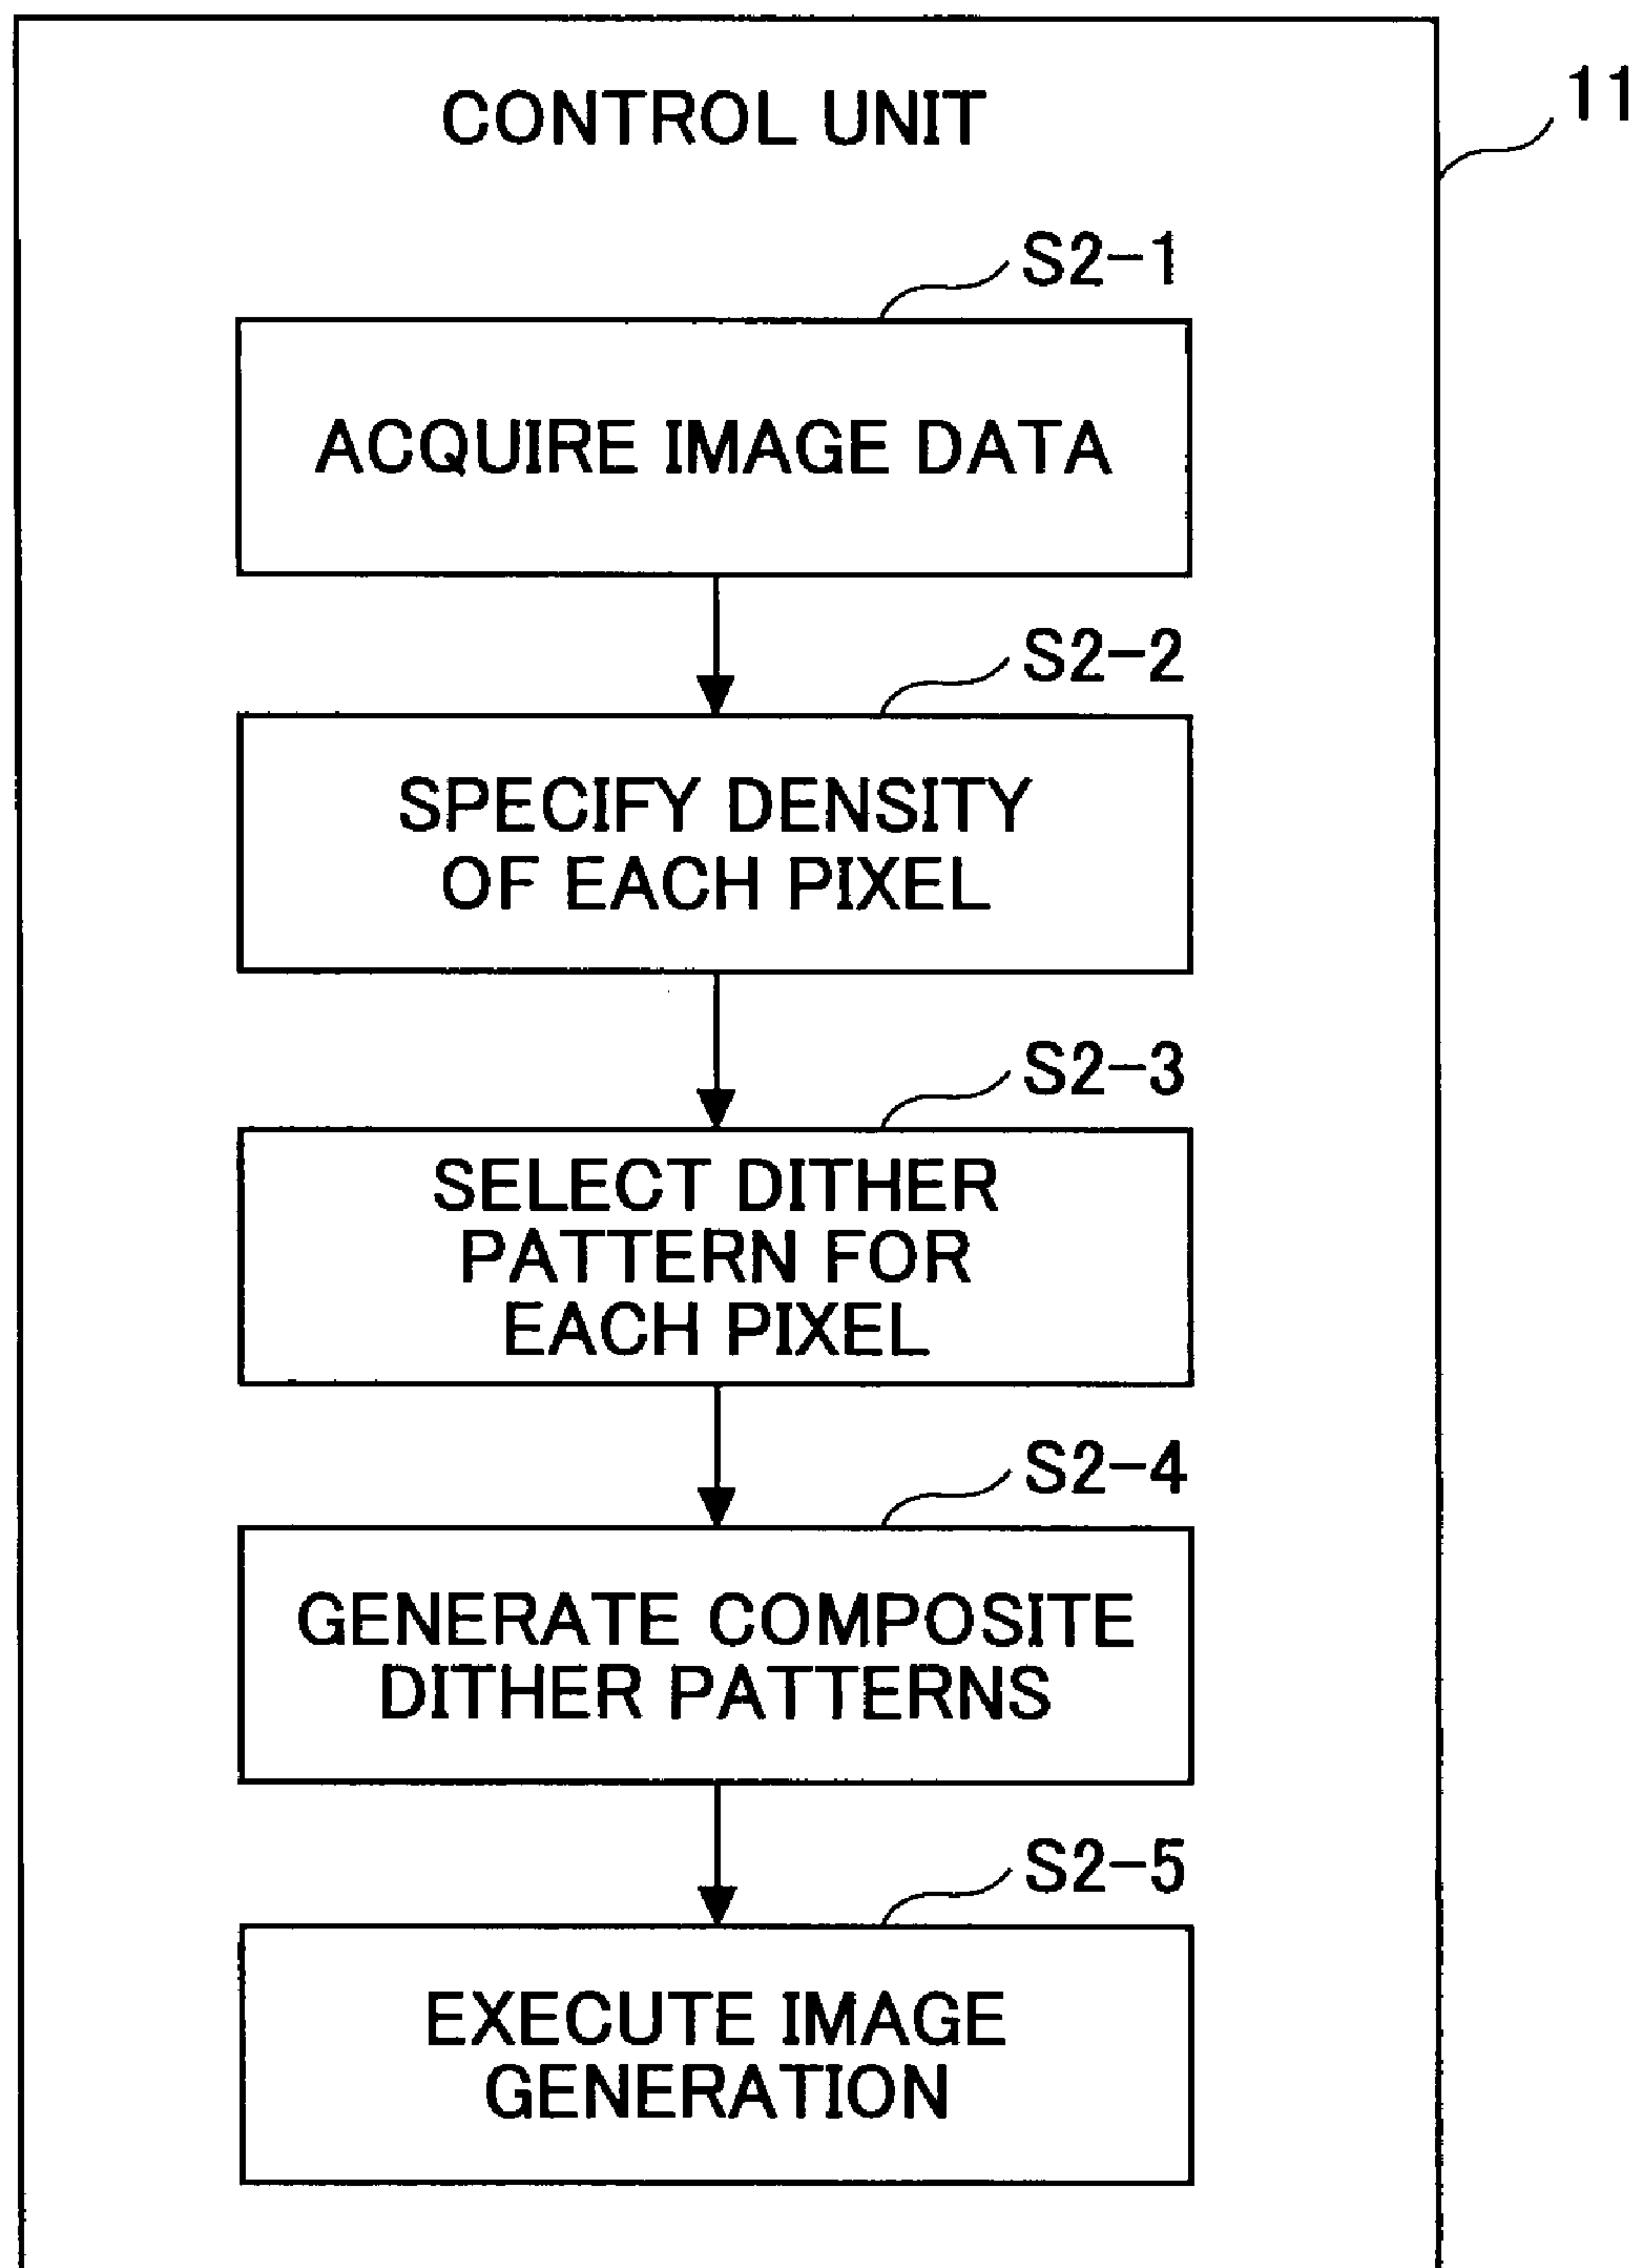 CONTROL UNIT
11
S2-1
ACQUIRE IMAGE DATA
S2-2
SPECIFY DENSITY
OF EACH PIXEL
S2-3
SELECT DITHER
PATTERN FOR
EACH PIXEL
S2-4
GENERATE COMPOSITE
DITHER PATTERNS
S2-5
EXECUTE IMAGE
GENERATION